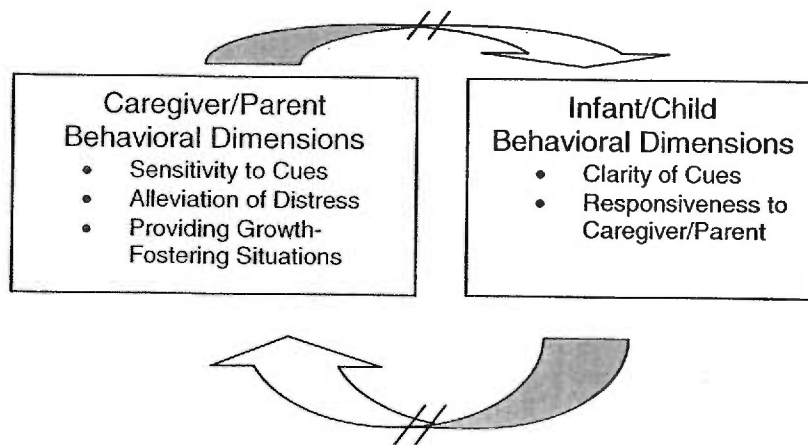 Caregiver/Parent
Behavioral Dimensions
• Sensitivity to Cues
• Alleviation of Distress
• Providing Growth-
Fostering Situations
Infant/Child
Behavioral Dimensions
• Clarity of Cues
• Responsiveness to
Caregiver/Parent